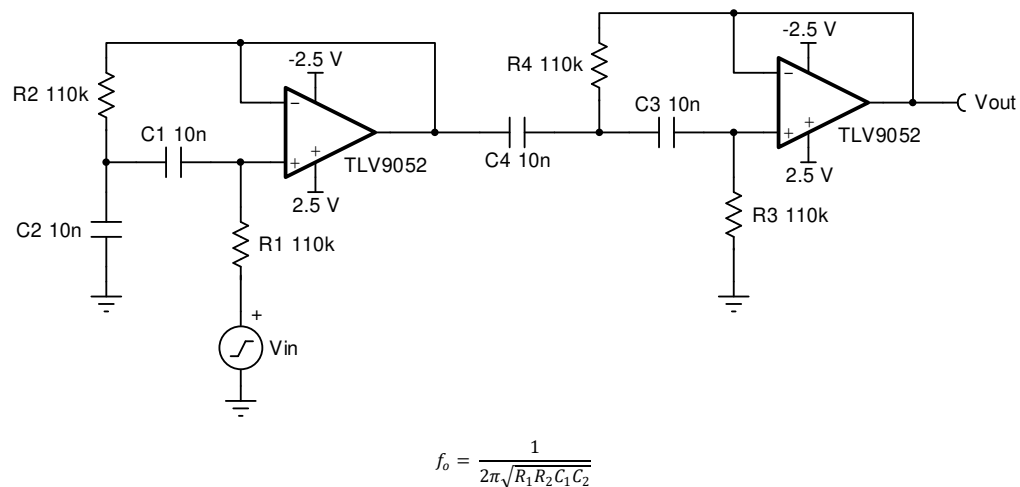 -2.5 V
R2 110k
C1 10n
C2 10n
R1 110k
−
+
+
+
TLV9052
2.5 V
+
Vin
C4 10n
R4 110k
C3 10n
-2.5 V
−
+
+
+
TLV9052
2.5 V
R3 110k
Vout
f_o = 1 / (2π√(R₁R₂C₁C₂))